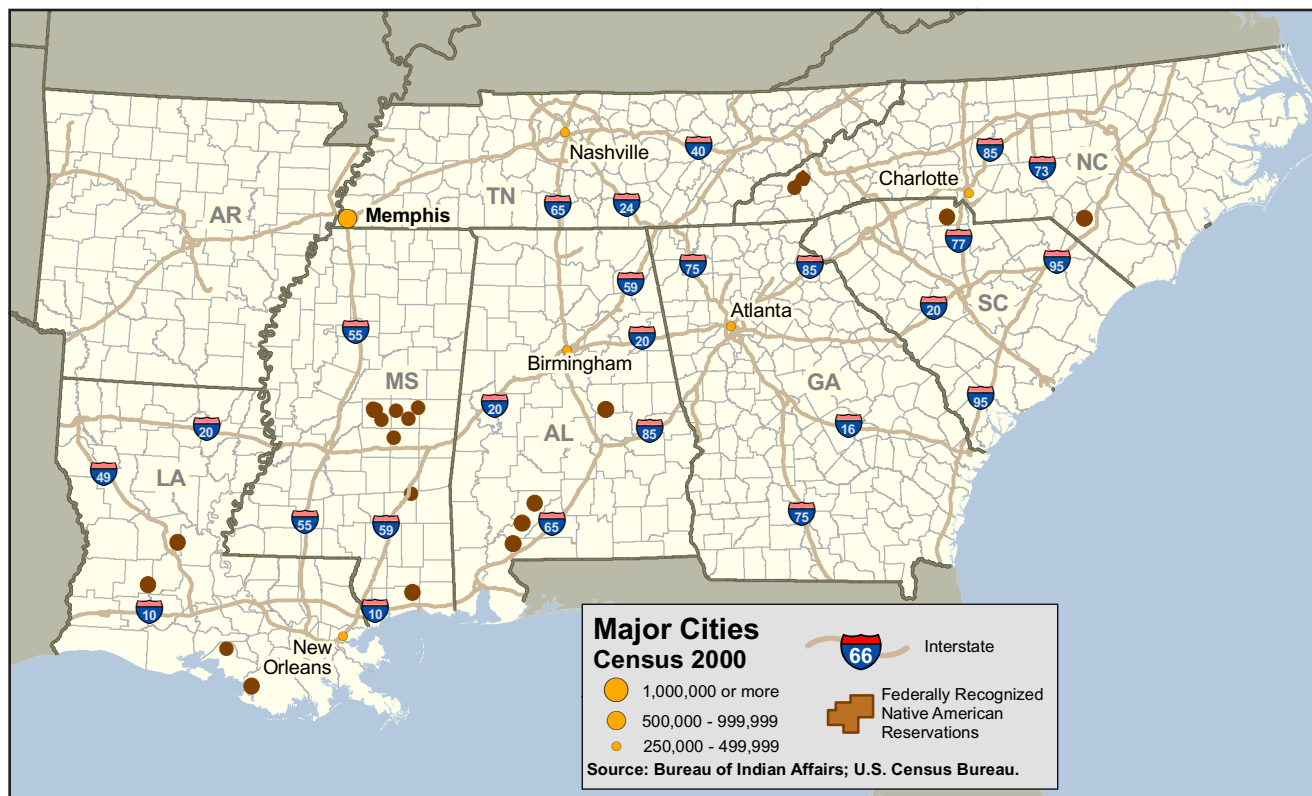 Nashville
40
85
NC
73
TN
Charlotte
AR
65
24
Memphis
77
75
85
95
59
Atlanta
SC
20
55
20
Birmingham
MS
GA
20
95
20
AL
85
16
49
LA
55
59
65
75
10
10
New
Orleans
Major Cities
Census 2000
1,000,000 or more
500,000 - 999,999
250,000 - 499,999
66
Interstate
Federally Recognized
Native American
Reservations
Source: Bureau of Indian Affairs; U.S. Census Bureau.